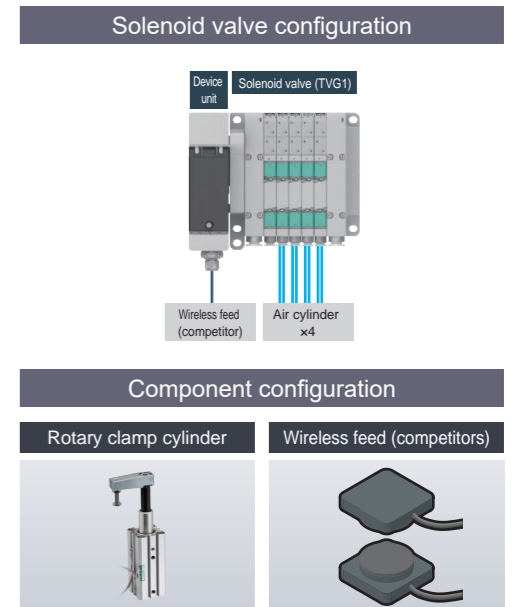 Solenoid valve configuration
Device
unit
Solenoid valve (TVG1)
Wireless feed
(competitor)
Air cylinder
×4
Component configuration
Rotary clamp cylinder
Wireless feed (competitors)